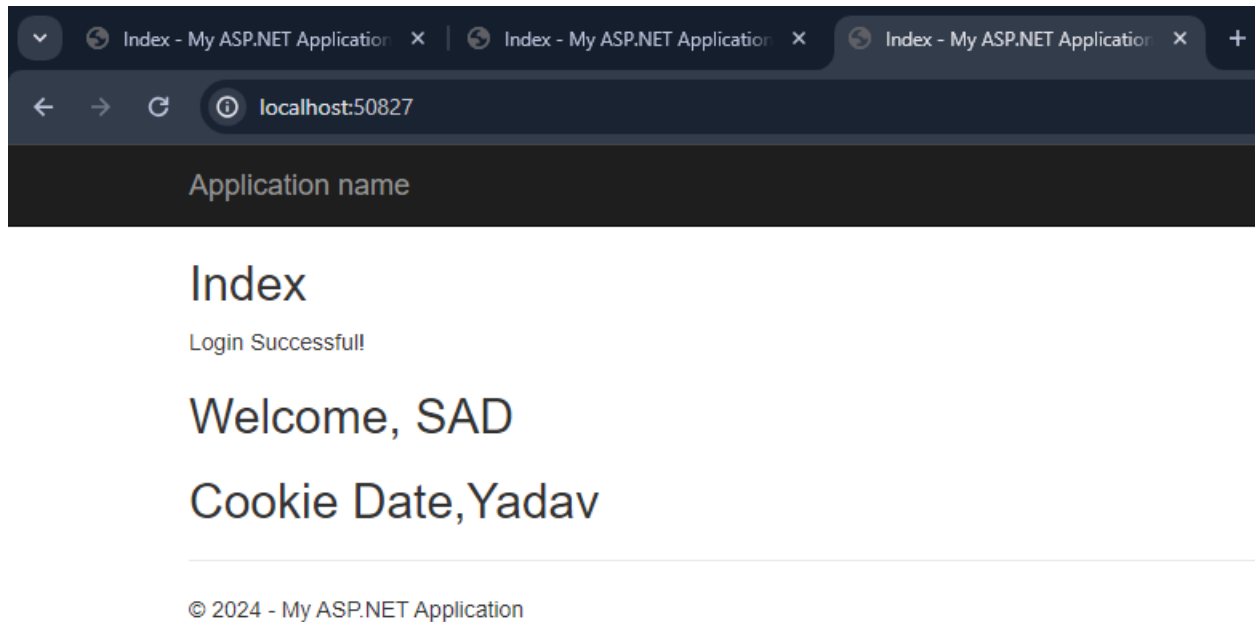 Index - My ASP.NET Application
Index - My ASP.NET Application
Index - My ASP.NET Application
localhost:50827
Application name
Index
Login Successful!
Welcome, SAD
Cookie Date,Yadav
© 2024 - My ASP.NET Application